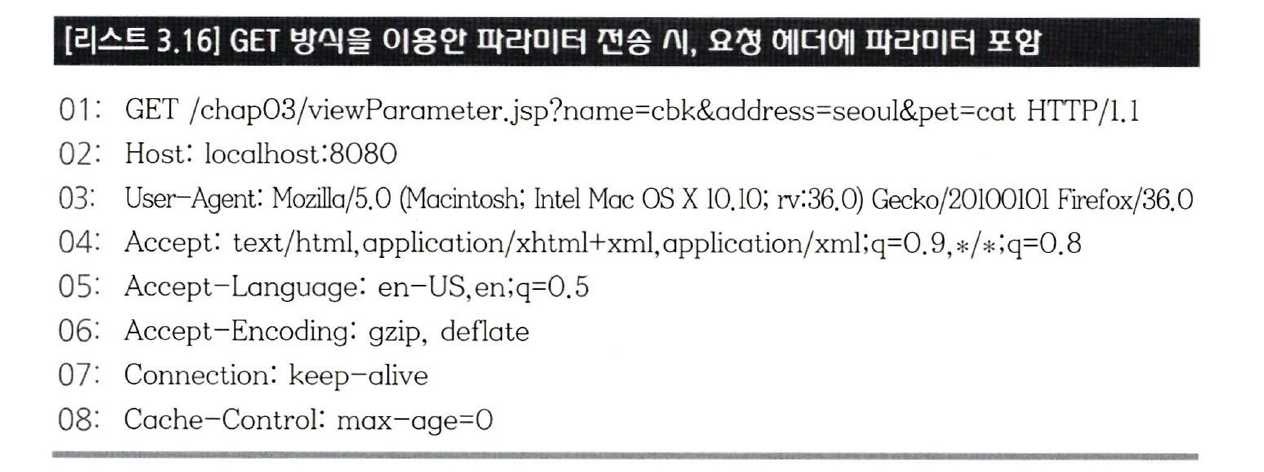 [리스트 3.16] GET 방식을 이용한 파라미터 전송 시, 요청 헤더에 파라미터 포함
01: GET /chap03/viewParameter.jsp?name=cbk&address=seoul&pet=cat HTTP/1.1
02: Host: localhost:8080
03: User-Agent: Mozilla/5.0 (Macintosh; Intel Mac OS X 10.10; rv:36.0) Gecko/20100101 Firefox/36.0
04: Accept: text/html,application/xhtml+xml,application/xml;q=0.9,*/*;q=0.8
05: Accept-Language: en-US,en;q=0.5
06: Accept-Encoding: gzip, deflate
07: Connection: keep-alive
08: Cache-Control: max-age=0